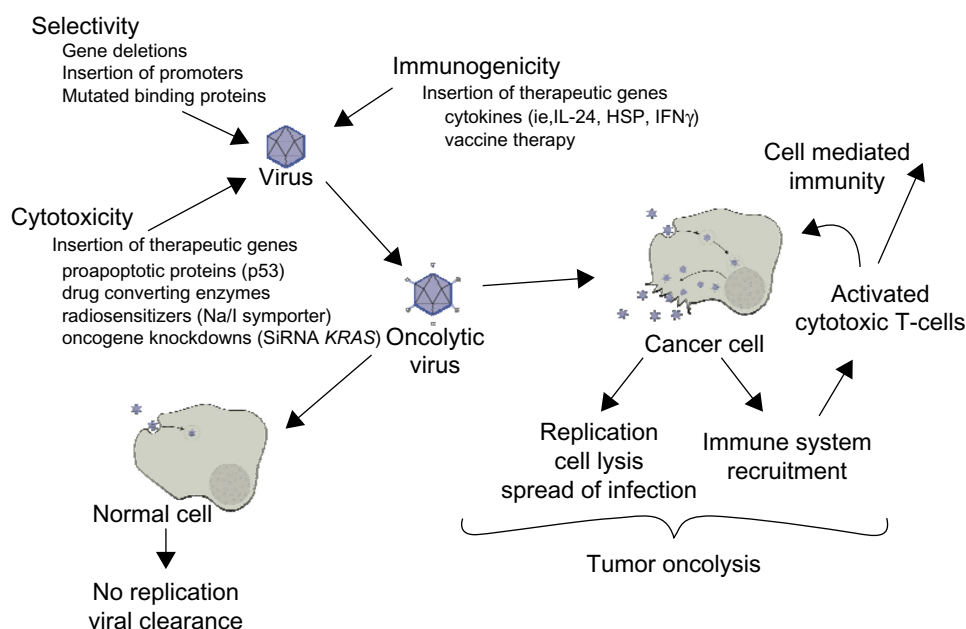 Selectivity
Gene deletions
Insertion of promoters
Mutated binding proteins
Immunogenicity
Insertion of therapeutic genes
cytokines (ie,IL-24, HSP, IFNγ)
vaccine therapy
Virus
Cytotoxicity
Insertion of therapeutic genes
proapoptotic proteins (p53)
drug converting enzymes
radiosensitizers (Na/I symporter)
oncogene knockdowns (SiRNA KRAS)
Oncolytic
virus
Cell mediated
immunity
Activated
cytotoxic T-cells
Cancer cell
Replication
cell lysis
spread of infection
Immune system
recruitment
Tumor oncolysis
Normal cell
No replication
viral clearance